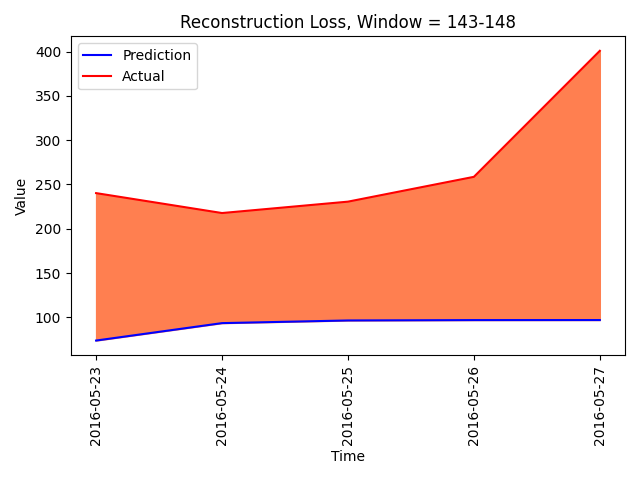 Reconstruction Loss, Window = 143-148
Prediction
Actual
Value
400
350
300
250
200
150
100
2016-05-23
2016-05-24
2016-05-25
2016-05-26
2016-05-27
Time